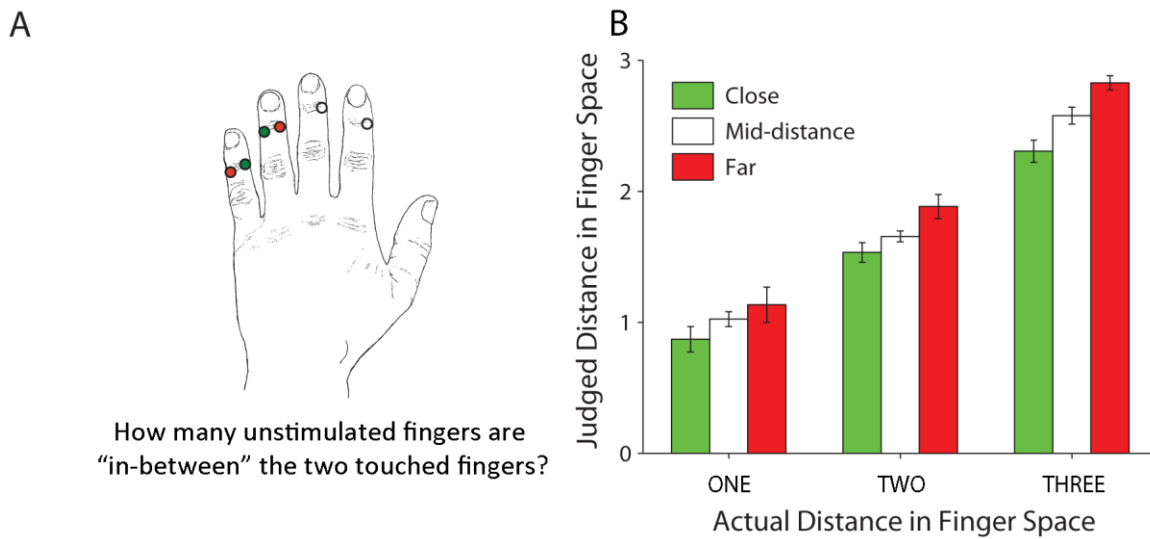 A
How many unstimulated fingers are
“in-between” the two touched fingers?
B
Judged Distance in Finger Space
3
2
1
0
Close
Mid-distance
Far
ONE TWO THREE
Actual Distance in Finger Space